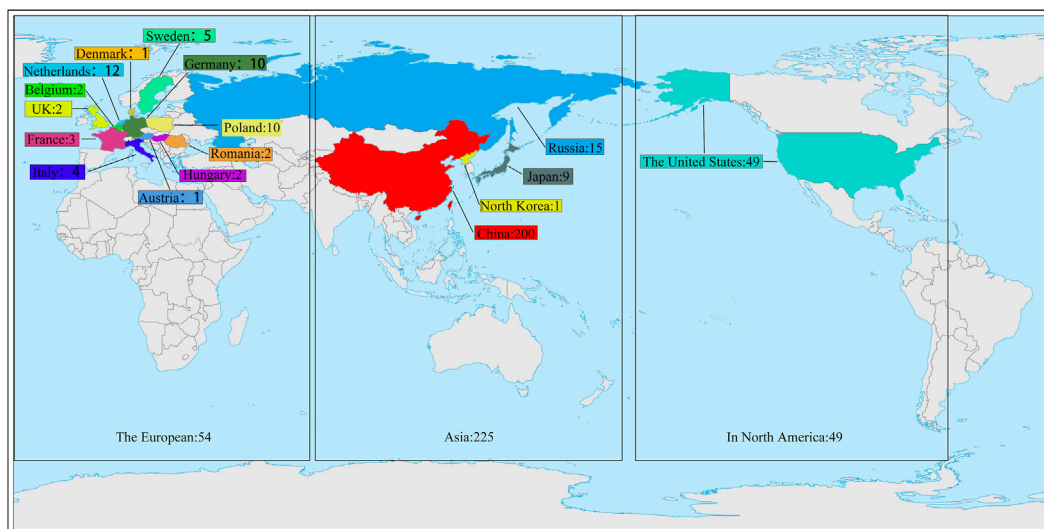 Sweden: 5
Denmark: 1
Netherlands: 12
Germany: 10
Belgium:2
UK:2
Poland:10
France:3
Romania:2
Italy: 4
Hungary:2
Austria: 1
Russia:15
Japan:9
North Korea:1
China:200
The United States:49
The European:54
Asia:225
In North America:49